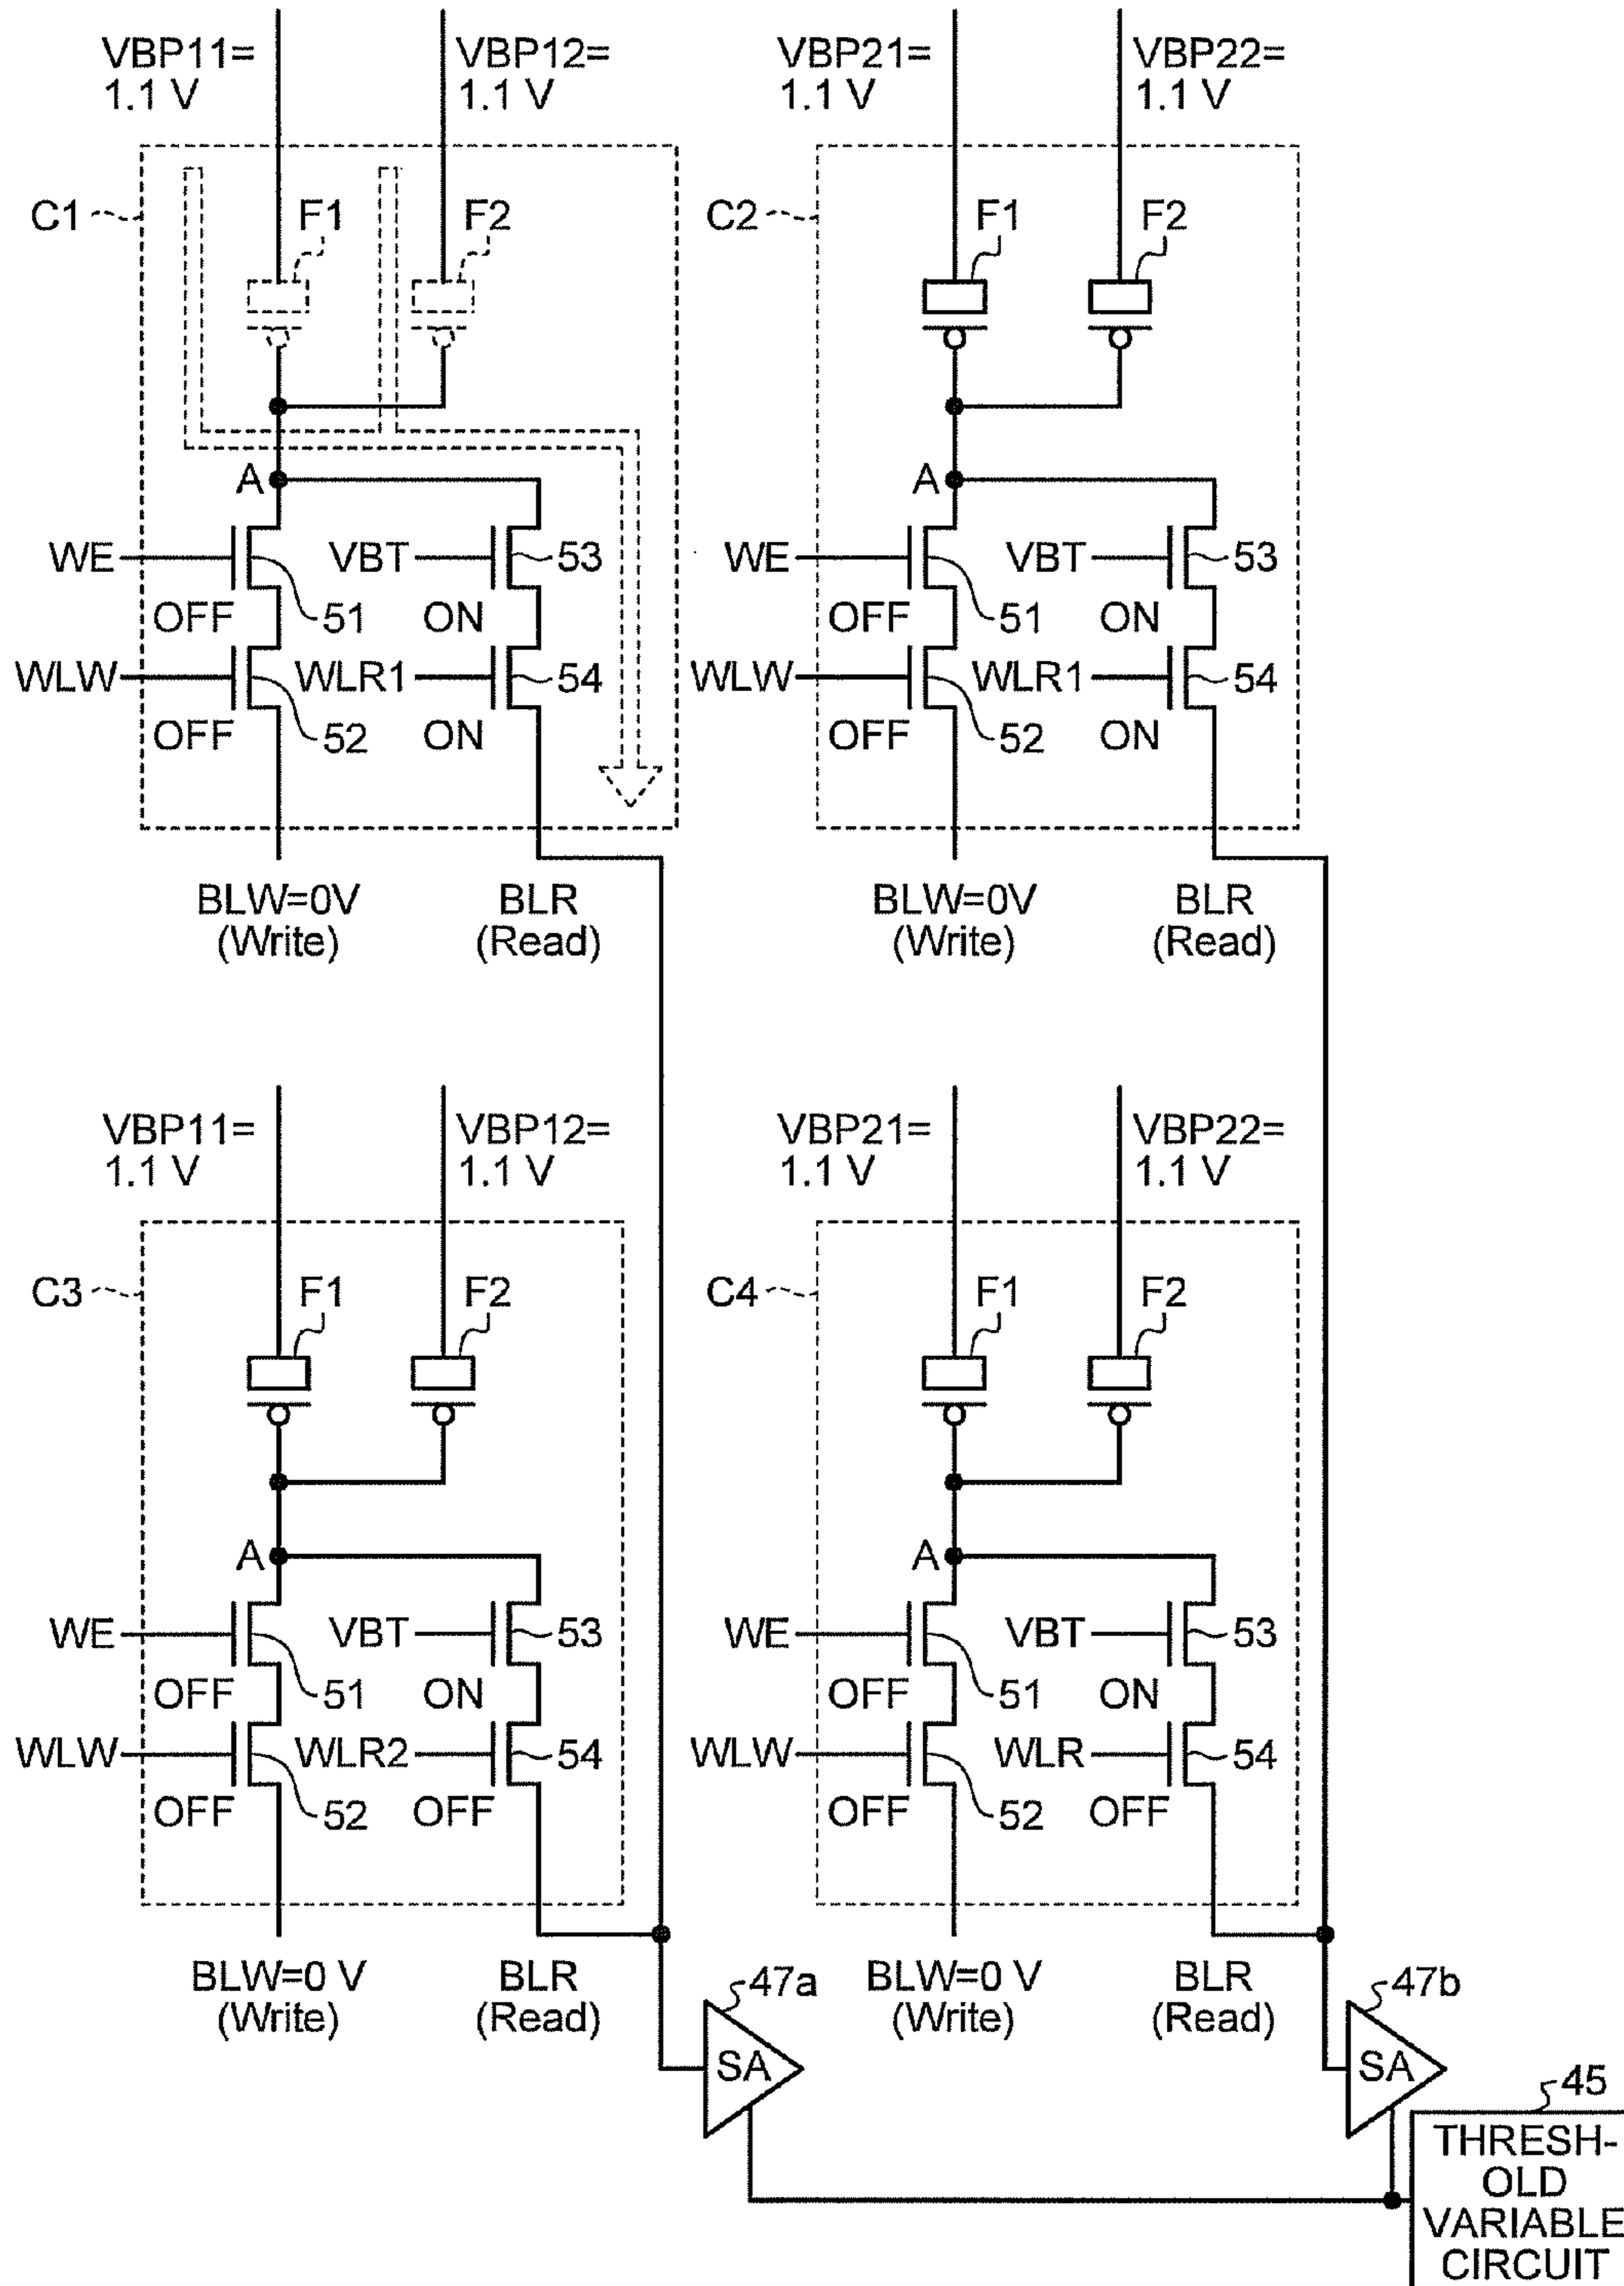 VBP11=
1.1 V
VBP12=
1.1 V
VBP21=
1.1 V
VBP22=
1.1 V
C1
F1
F2
C2
F1
F2
A
A
WE
VBT
53
WE
VBT
53
OFF
51
ON
OFF
51
ON
WLW
WLR1
54
WLW
WLR1
54
OFF
52
ON
OFF
52
ON
BLW=0V
(Write)
BLR
(Read)
BLW=0V
(Write)
BLR
(Read)
VBP11=
1.1 V
VBP12=
1.1 V
VBP21=
1.1 V
VBP22=
1.1 V
C3
F1
F2
C4
F1
F2
A
A
WE
VBT
53
WE
VBT
53
OFF
51
ON
OFF
51
ON
WLW
WLR2
54
WLW
WLR
54
OFF
52
OFF
OFF
52
OFF
BLW=0 V
(Write)
BLR
(Read)
47a
SA
BLW=0 V
(Write)
BLR
(Read)
47b
SA
45
THRESH-
OLD
VARIABLE
CIRCUIT